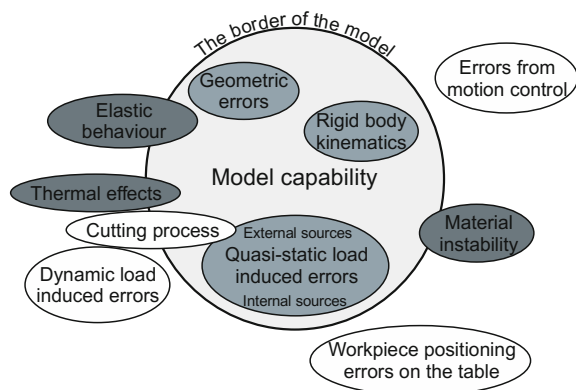 The border of the model
Geometric
errors
Errors from
motion control
Elastic
behaviour
Rigid body
kinematics
Thermal effects
Model capability
Cutting process
External sources
Quasi-static load
induced errors
Internal sources
Material
instability
Dynamic load
induced errors
Workpiece positioning
errors on the table